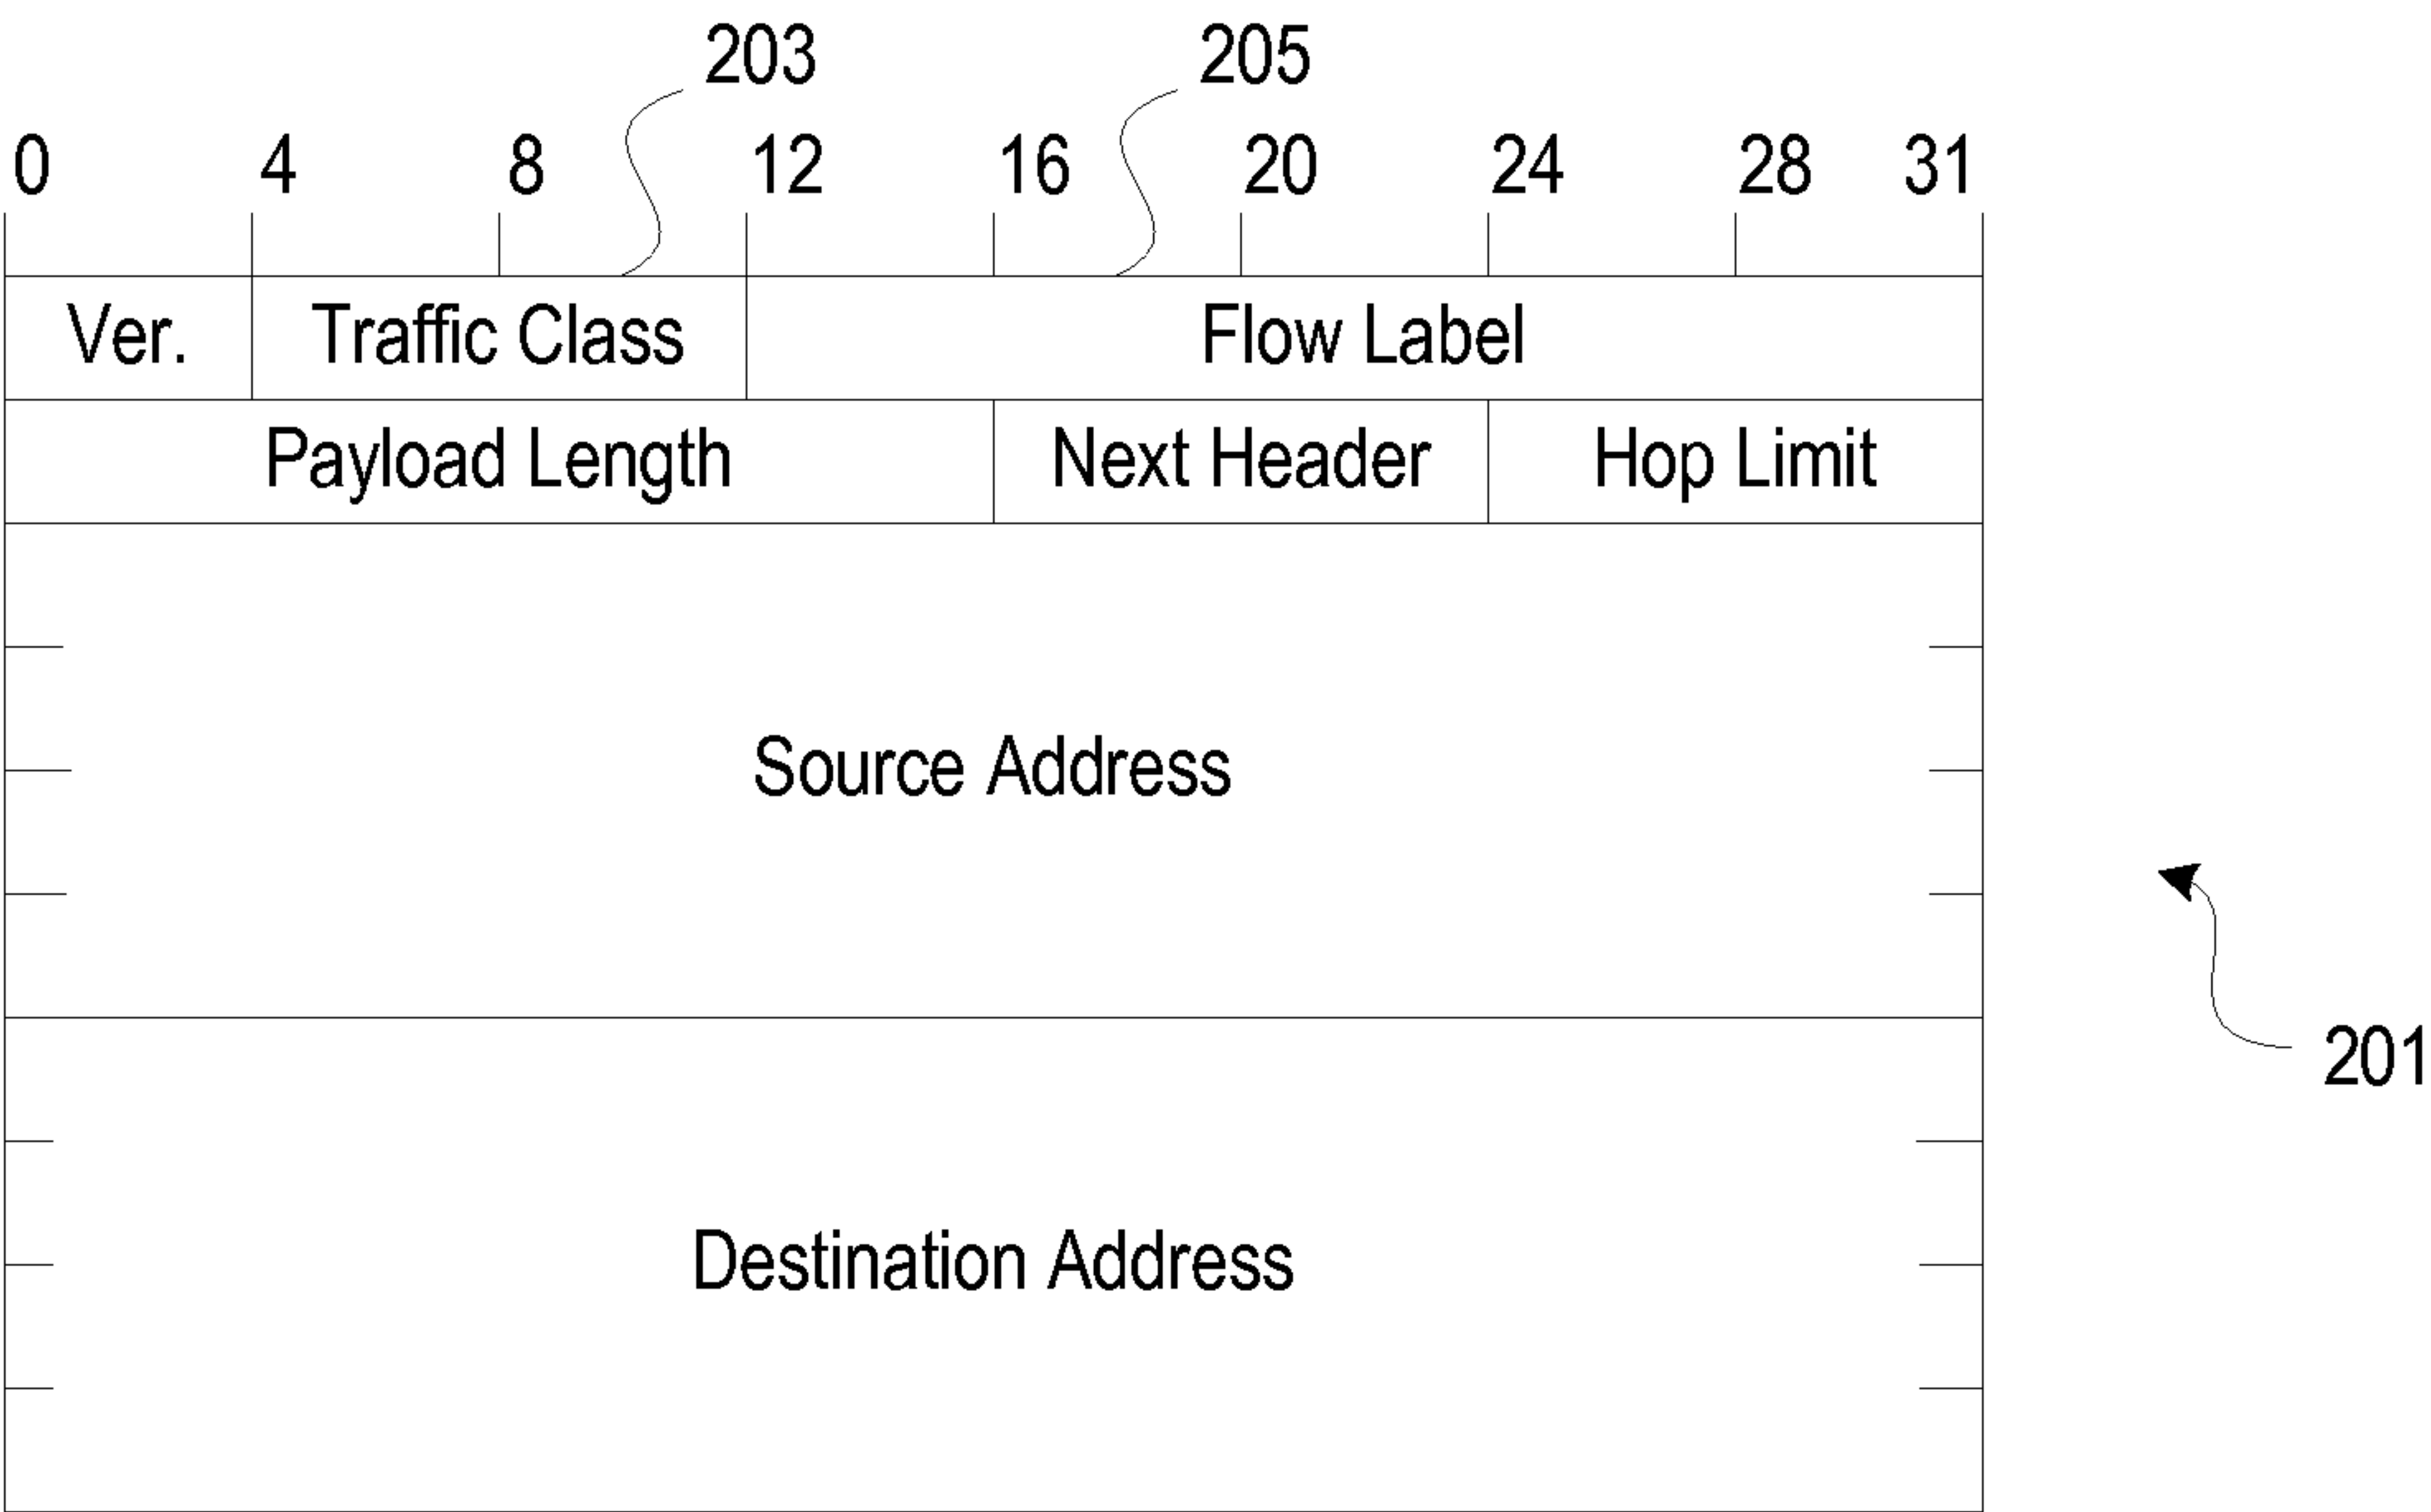 203 205
0 4 8 12 16 20 24 28 31
Ver. Traffic Class Flow Label
Payload Length Next Header Hop Limit
Source Address
201
Destination Address